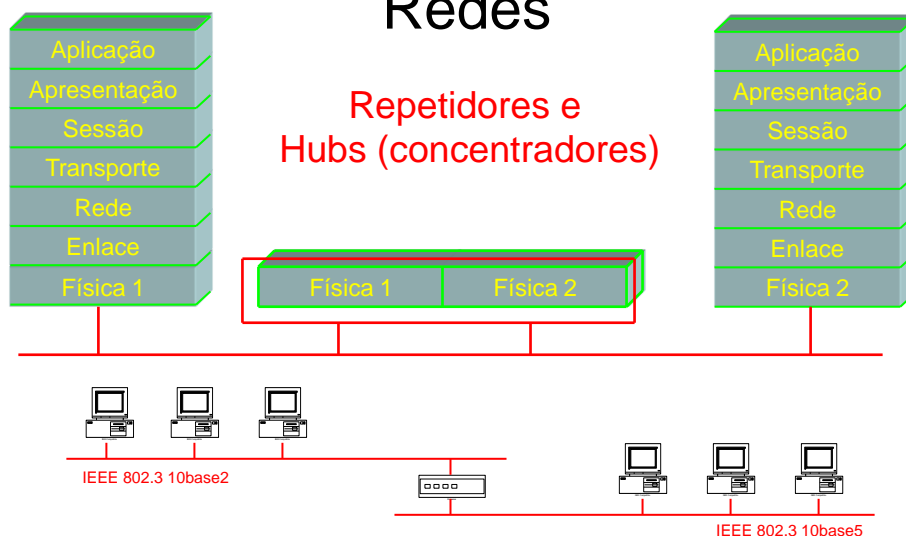 Redes
Repetidores e
Hubs (concentradores)
Aplicação
Apresentação
Sessão
Transporte
Rede
Enlace
Física 1
Física 1
Física 2
Aplicação
Apresentação
Sessão
Transporte
Rede
Enlace
Física 2
IEEE 802.3 10base2
IEEE 802.3 10base5